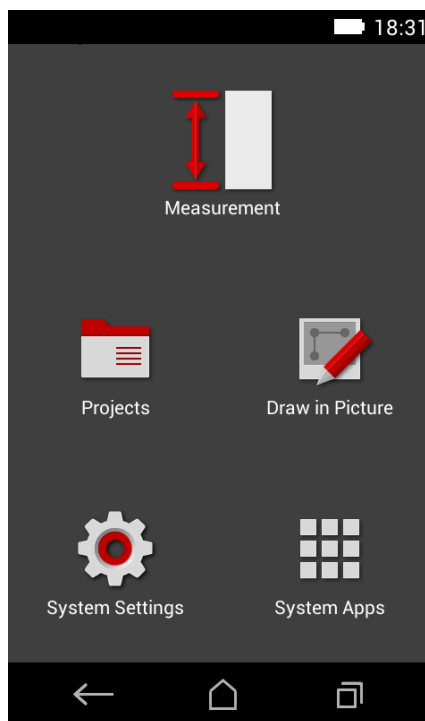 18:31
Measurement
Projects
Draw in Picture
System Settings
System Apps